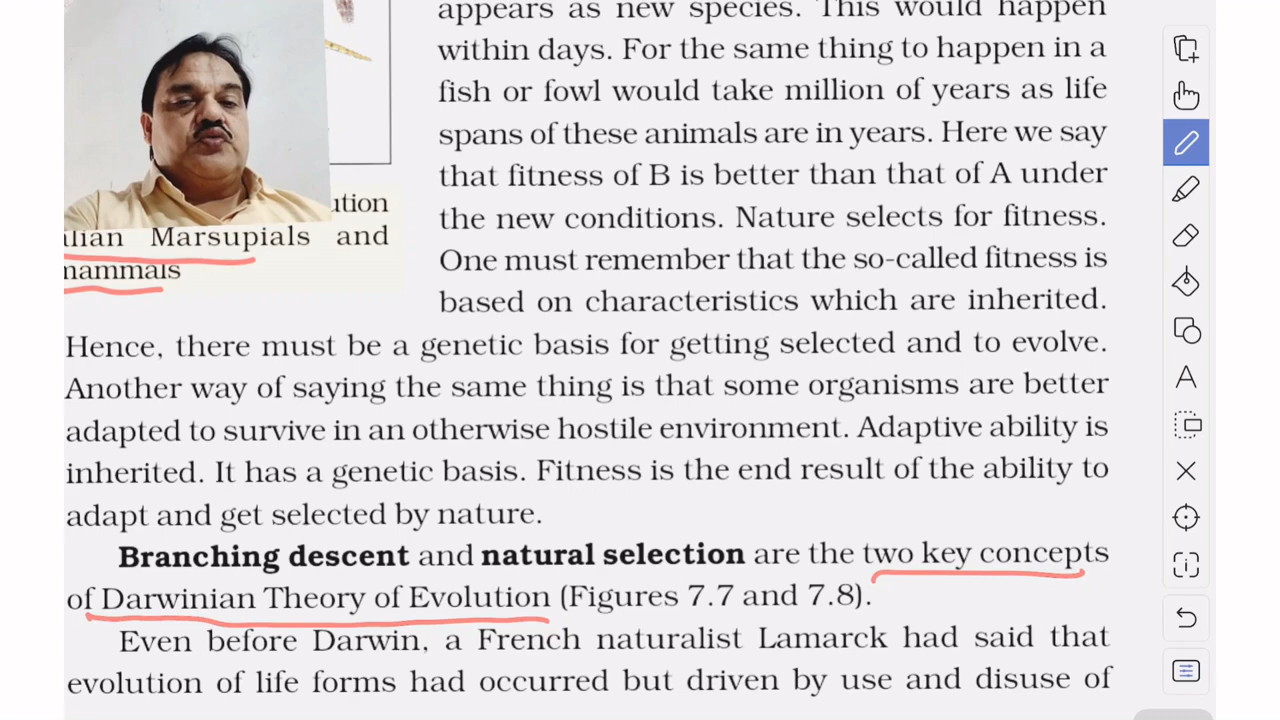 appears as new species. This would happen
within days. For the same thing to happen in a
fish or fowl would take million of years as life
spans of these animals are in years. Here we say
that fitness of B is better than that of A under
the new conditions. Nature selects for fitness.
One must remember that the so-called fitness is
based on characteristics which are inherited.
Marsupials and
mammals
Hence, there must be a genetic basis for getting selected and to evolve.
Another way of saying the same thing is that some organisms are better
adapted to survive in an otherwise hostile environment. Adaptive ability is
inherited. It has a genetic basis. Fitness is the end result of the ability to
adapt and get selected by nature.
Branching descent and natural selection are the two key concepts
of Darwinian Theory of Evolution (Figures 7.7 and 7.8).
Even before Darwin, a French naturalist Lamarck had said that
evolution of life forms had occurred but driven by use and disuse of